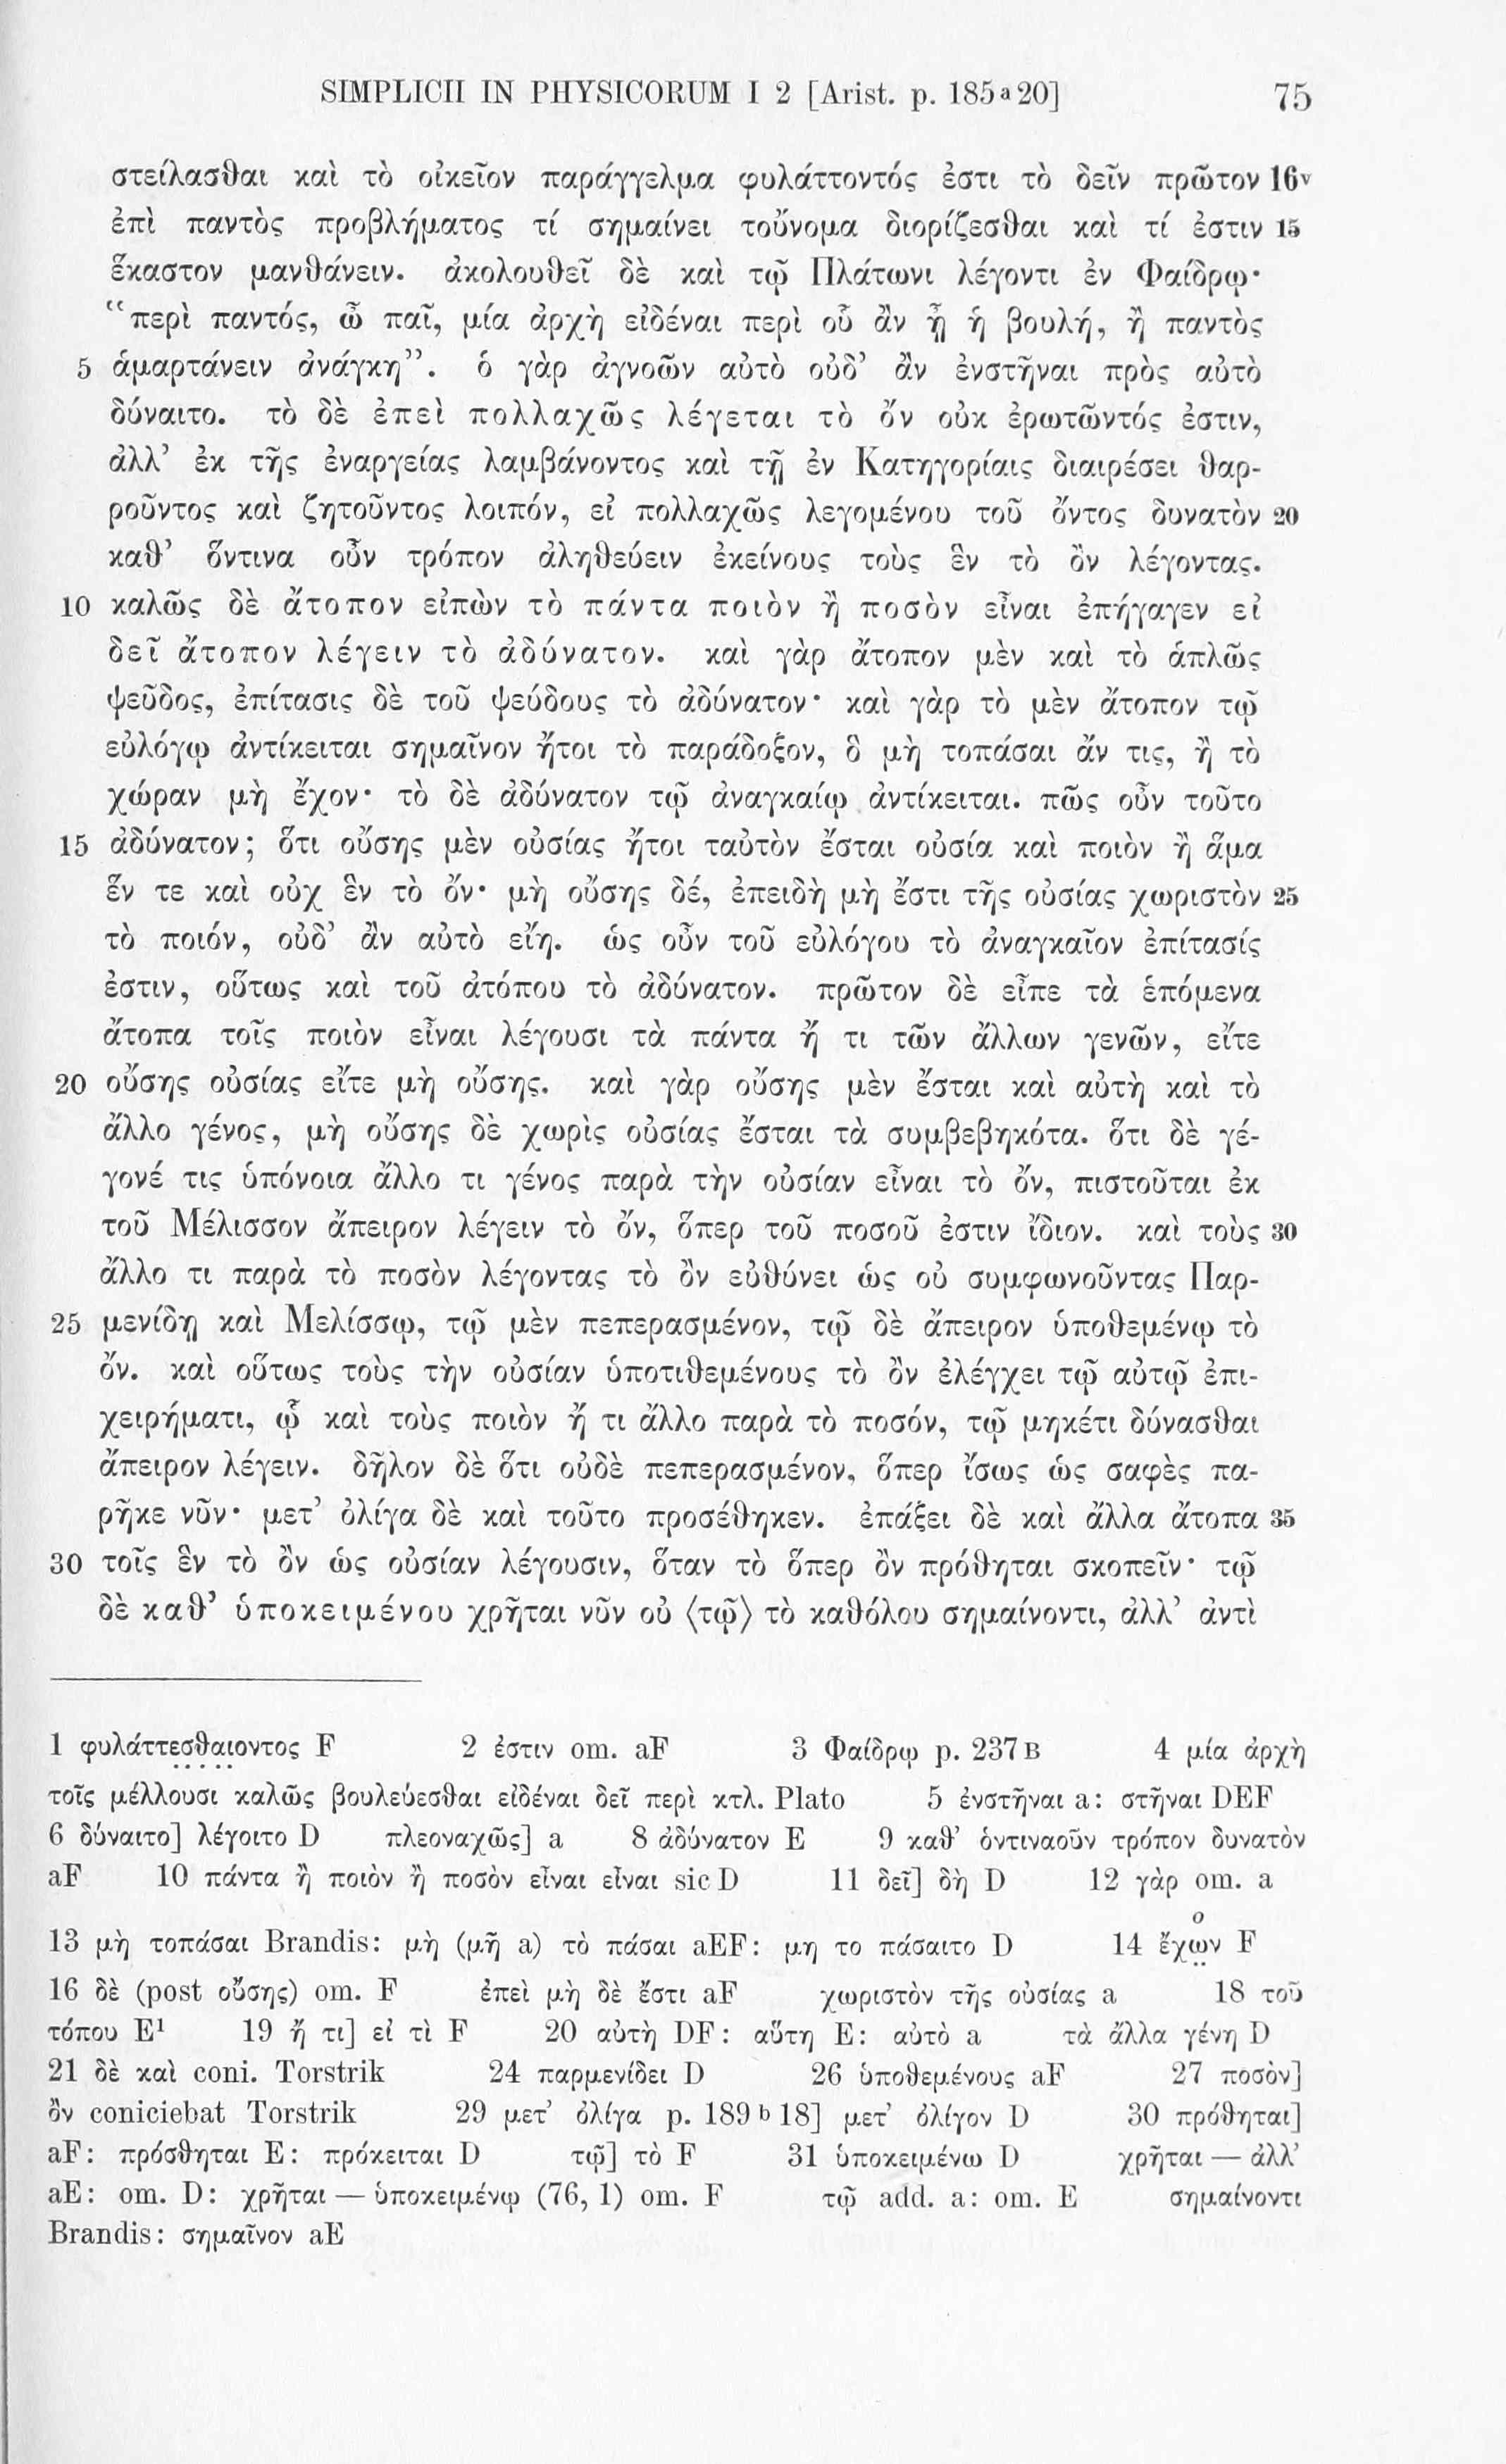 SIMPLICII IN PHYSICORUM I 2 [Arist. p. 185a20] 75
στείλασθαι καὶ τὸ οἰκεῖον παράγγελμα φυλάττοντός ἐστι τὸ δεῖν πρῶτον 16v
ἐπὶ παντὸς προβλήματος τί σημαίνει τοὔνομα διορίζεσθαι καὶ τί ἐστιν 15
ἕκαστον μανθάνειν. ἀκολουθεῖ δὲ καὶ τῷ Πλάτωνι λέγοντι ἐν Φαίδρῳ·
“περὶ παντός, ὦ παῖ, μία ἀρχὴ εἰδέναι περὶ οὗ ἂν ᾖ ἡ βουλή, ἢ παντὸς
5 ἁμαρτάνειν ἀνάγκη”. ὁ γὰρ ἀγνοῶν αὐτὸ οὐδ’ ἂν ἐνστῆναι πρὸς αὐτὸ
δύναιτο. τὸ δὲ ἐπεὶ πολλαχῶς λέγεται τὸ ὄν οὐκ ἐρωτῶντός ἐστιν,
ἀλλ’ ἐκ τῆς ἐναργείας λαμβάνοντος καὶ τῇ ἐν Κατηγορίαις διαιρέσει θαρ-
ροῦντος καὶ ζητοῦντος λοιπόν, εἰ πολλαχῶς λεγομένου τοῦ ὄντος δυνατὸν 20
καθ’ ὅντινα οὖν τρόπον ἀληθεύειν ἐκείνους τοὺς ἓν τὸ ὂν λέγοντας.
10 καλῶς δὲ ἄτοπον εἰπὼν τὸ πάντα ποιὸν ἢ ποσὸν εἶναι ἐπήγαγεν εἰ
δεῖ ἄτοπον λέγειν τὸ ἀδύνατον. καὶ γὰρ ἄτοπον μὲν καὶ τὸ ἁπλῶς
ψεῦδος, ἐπίτασις δὲ τοῦ ψεύδους τὸ ἀδύνατον· καὶ γὰρ τὸ μὲν ἄτοπον τῷ
εὐλόγῳ ἀντίκειται σημαῖνον ἤτοι τὸ παράδοξον, ὃ μὴ τοπάσαι ἄν τις, ἢ τὸ
χώραν μὴ ἔχον· τὸ δὲ ἀδύνατον τῷ ἀναγκαίῳ ἀντίκειται. πῶς οὖν τοῦτο
15 ἀδύνατον; ὅτι οὔσης μὲν οὐσίας ἤτοι ταὐτὸν ἔσται οὐσία καὶ ποιὸν ἢ ἅμα
ἕν τε καὶ οὐχ ἓν τὸ ὄν· μὴ οὔσης δέ, ἐπειδὴ μὴ ἔστι τῆς οὐσίας χωριστὸν 25
τὸ ποιόν, οὐδ’ ἂν αὐτὸ εἴη. ὡς οὖν τοῦ εὐλόγου τὸ ἀναγκαῖον ἐπίτασίς
ἐστιν, οὕτως καὶ τοῦ ἀτόπου τὸ ἀδύνατον. πρῶτον δὲ εἶπε τὰ ἑπόμενα
ἄτοπα τοῖς ποιὸν εἶναι λέγουσι τὰ πάντα ἤ τι τῶν ἄλλων γενῶν, εἴτε
20 οὔσης οὐσίας εἴτε μὴ οὔσης. καὶ γὰρ οὔσης μὲν ἔσται καὶ αὐτὴ καὶ τὸ
ἄλλο γένος, μὴ οὔσης δὲ χωρὶς οὐσίας ἔσται τὰ συμβεβηκότα. ὅτι δὲ γέ-
γονέ τις ὑπόνοια ἄλλο τι γένος παρὰ τὴν οὐσίαν εἶναι τὸ ὄν, πιστοῦται ἐκ
τοῦ Μέλισσον ἄπειρον λέγειν τὸ ὄν, ὅπερ τοῦ ποσοῦ ἐστιν ἴδιον. καὶ τοὺς 30
ἄλλο τι παρὰ τὸ ποσὸν λέγοντας τὸ ὂν εὐθύνει ὡς οὐ συμφωνοῦντας Παρ-
25 μενίδῃ καὶ Μελίσσῳ, τῷ μὲν πεπερασμένον, τῷ δὲ ἄπειρον ὑποθεμένῳ τὸ
ὄν. καὶ οὕτως τοὺς τὴν οὐσίαν ὑποτιθεμένους τὸ ὂν ἐλέγχει τῷ αὐτῷ ἐπι-
χειρήματι, ᾧ καὶ τοὺς ποιὸν ἤ τι ἄλλο παρὰ τὸ ποσόν, τῷ μηκέτι δύνασθαι
ἄπειρον λέγειν. δῆλον δὲ ὅτι οὐδὲ πεπερασμένον, ὅπερ ἴσως ὡς σαφὲς πα-
ρῆκε νῦν· μετ’ ὀλίγα δὲ καὶ τοῦτο προσέθηκεν. ἐπάξει δὲ καὶ ἄλλα ἄτοπα 35
30 τοῖς ἓν τὸ ὂν ὡς οὐσίαν λέγουσιν, ὅταν τὸ ὅπερ ὂν πρόθηται σκοπεῖν· τῷ
δὲ καθ’ ὑποκειμένου χρῆται νῦν οὐ ⟨τῷ⟩ τὸ καθόλου σημαίνοντι, ἀλλ’ ἀντὶ
1 φυλάττεσθαιοντος F 2 ἐστιν om. aF 3 Φαίδρῳ p. 237B 4 μία ἀρχὴ
τοῖς μέλλουσι καλῶς βουλεύεσθαι εἰδέναι δεῖ περὶ κτλ. Plato 5 ἐνστῆναι a: στῆναι DEF
6 δύναιτο] λέγοιτο D πλεοναχῶς] a 8 ἀδύνατον E 9 καθ’ ὁντιναοῦν τρόπον δυνατὸν
aF 10 πάντα ἢ ποιὸν ἢ ποσὸν εἶναι εἶναι sic D 11 δεῖ] δὴ D 12 γὰρ om. a
13 μὴ τοπάσαι Brandis: μὴ (μῆ a) τὸ πάσαι aEF: μη το πάσαιτο D 14 ἔχων F
16 δὲ (post οὔσης) om. F ἐπεὶ μὴ δὲ ἔστι aF χωριστὸν τῆς οὐσίας a 18 τοῦ
τόπου E¹ 19 ἤ τι] εἰ τὶ F 20 αὐτὴ DF: αὕτη E: αὐτὸ a τὰ ἄλλα γένη D
21 δὲ καὶ coni. Torstrik 24 παρμενίδει D 26 ὑποθεμένους aF 27 ποσὸν]
ὂν coniciebat Torstrik 29 μετ’ ὀλίγα p. 189b18] μετ’ ὀλίγον D 30 πρόθηται]
aF: πρόσθηται E: πρόκειται D τῷ] τὸ F 31 ὑποκειμένω D χρῆται — ἀλλ’
aE: om. D: χρῆται — ὑποκειμένῳ (76, 1) om. F τῷ add. a: om. E σημαίνοντι
Brandis: σημαῖνον aE